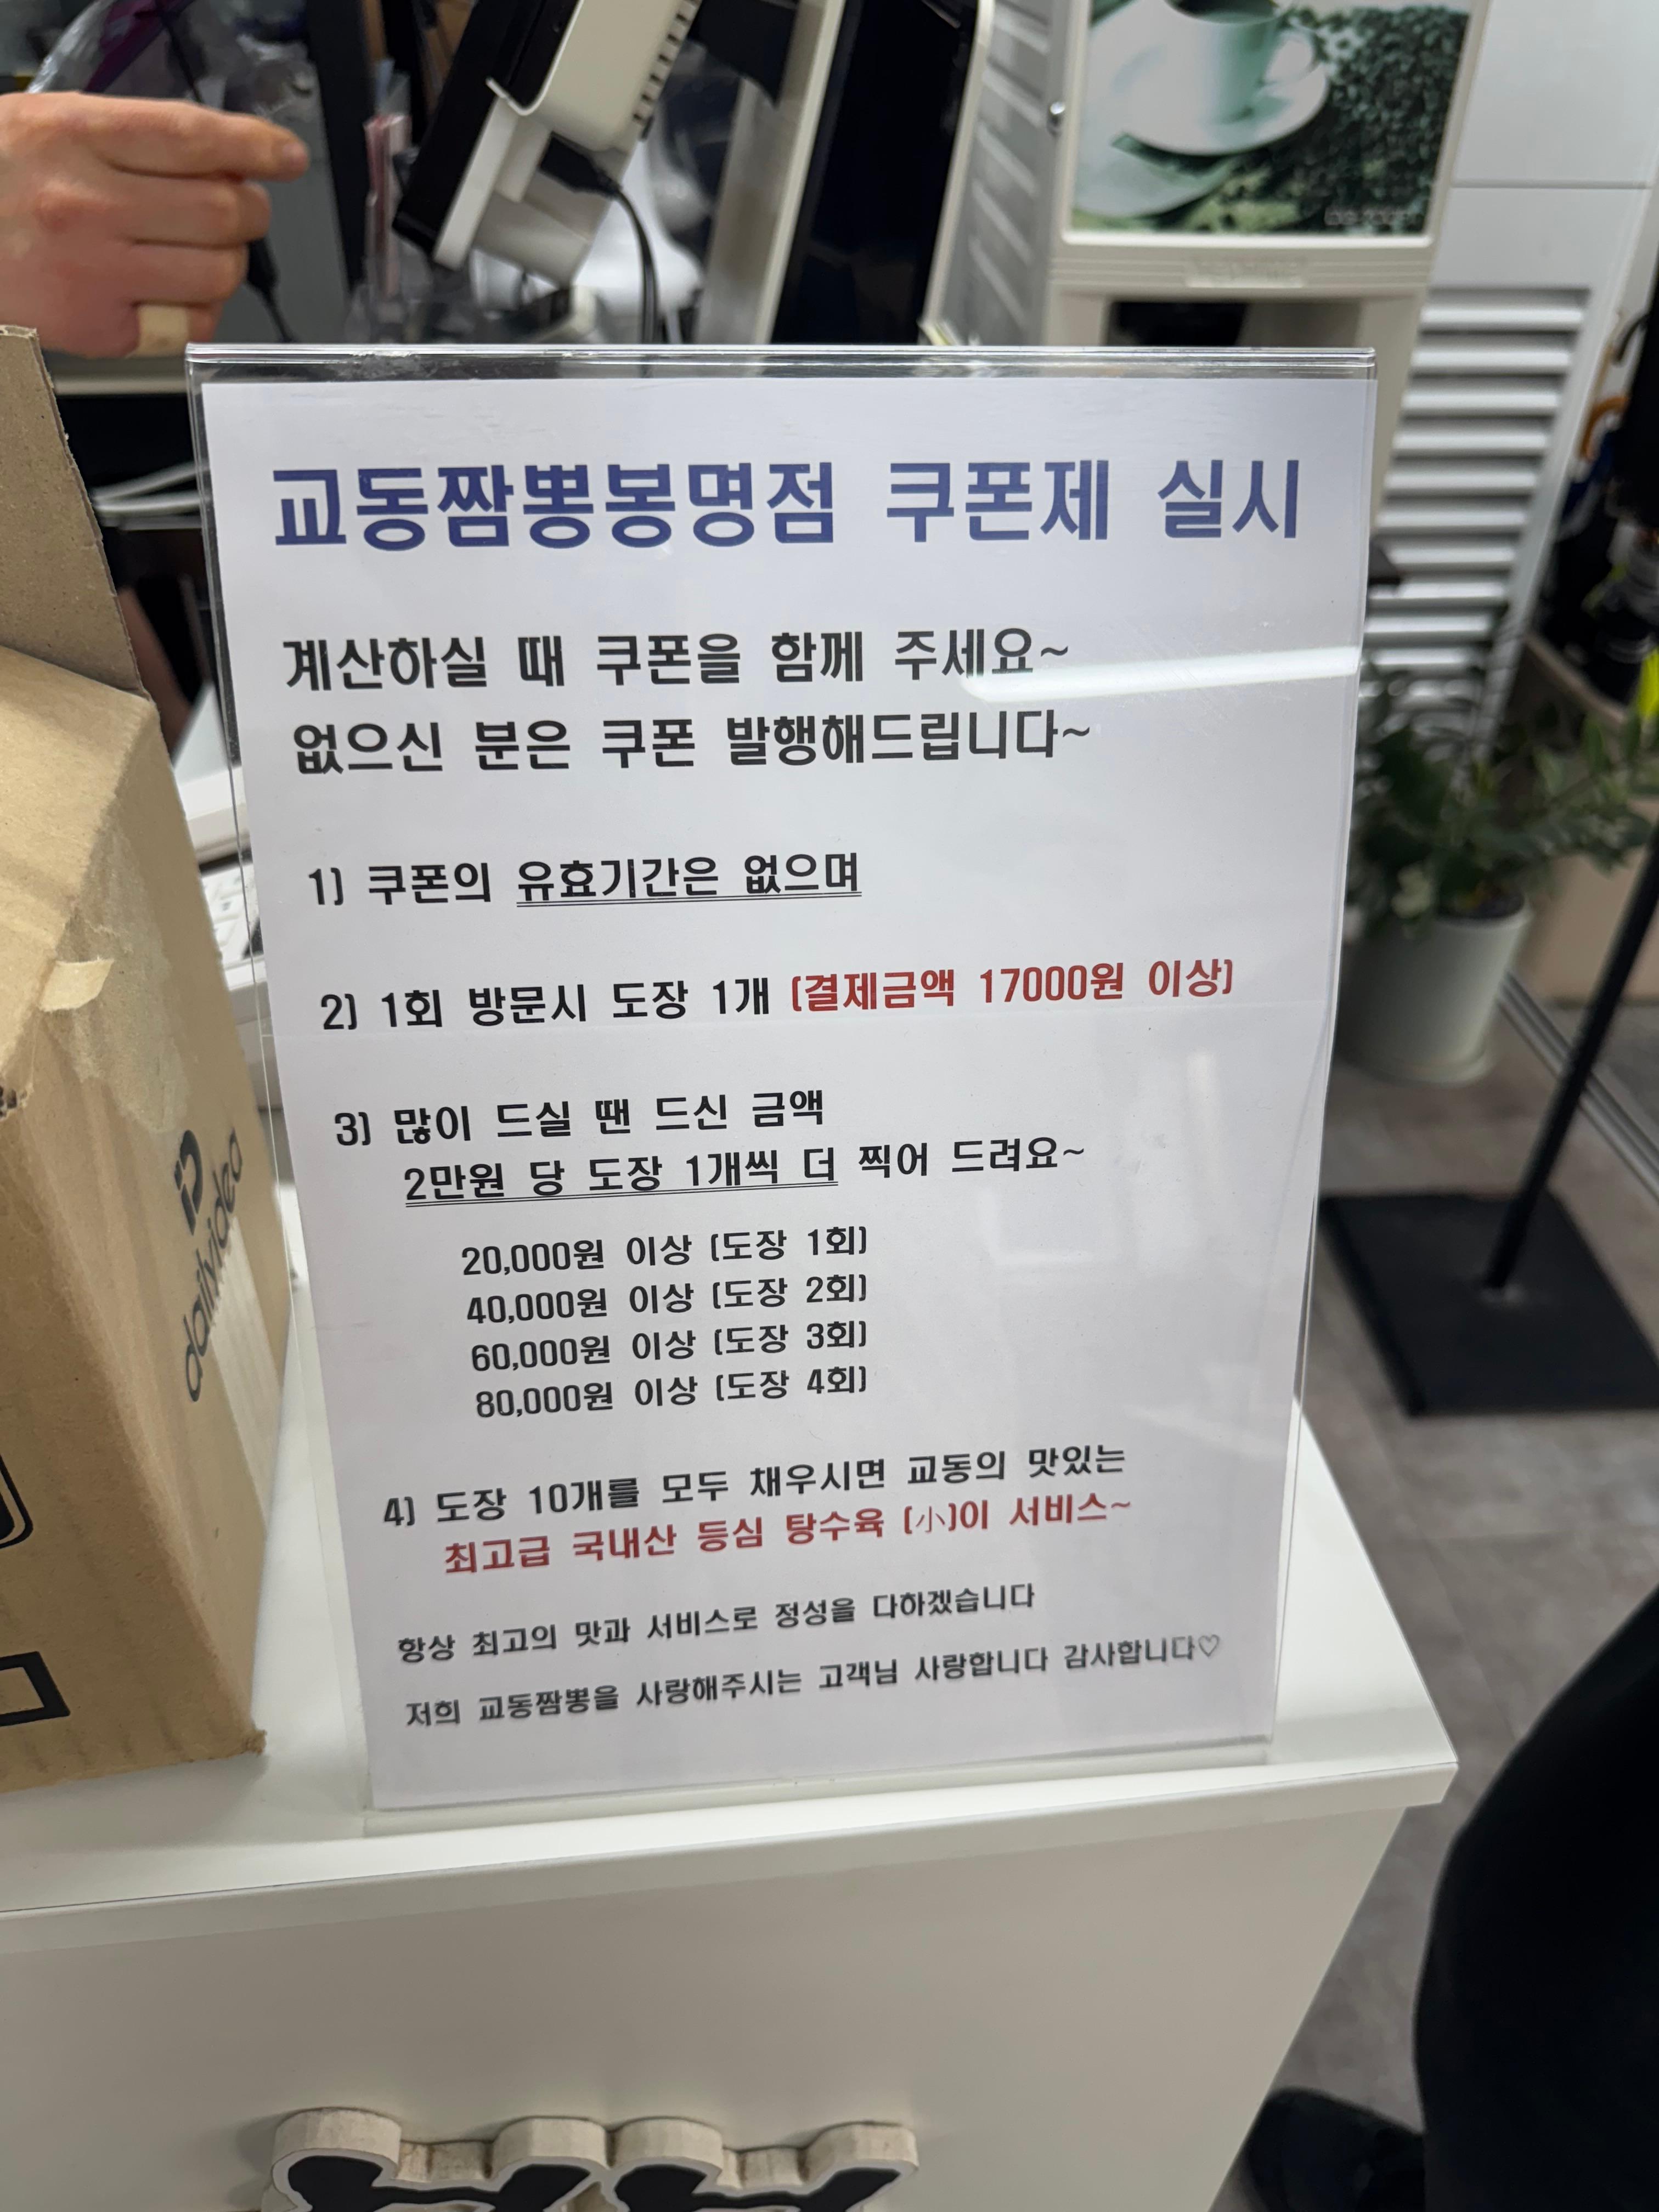 교동짬뽕봉명점 쿠폰제 실시
계산하실 때 쿠폰을 함께 주세요~
없으신 분은 쿠폰 발행해드립니다~
1) 쿠폰의 유효기간은 없으며
2) 1회 방문시 도장 1개 (결제금액 17000원 이상)
3) 많이 드실 땐 드신 금액
2만원 당 도장 1개씩 더 찍어 드려요~
20,000원 이상 (도장 1회)
40,000원 이상 (도장 2회)
60,000원 이상 (도장 3회)
80,000원 이상 (도장 4회)
4) 도장 10개를 모두 채우시면 교동의 맛있는
최고급 국내산 등심 탕수육 (小)이 서비스~
항상 최고의 맛과 서비스로 정성을 다하겠습니다
저희 교동짬뽕을 사랑해주시는 고객님 사랑합니다 감사합니다♡
dailyidea